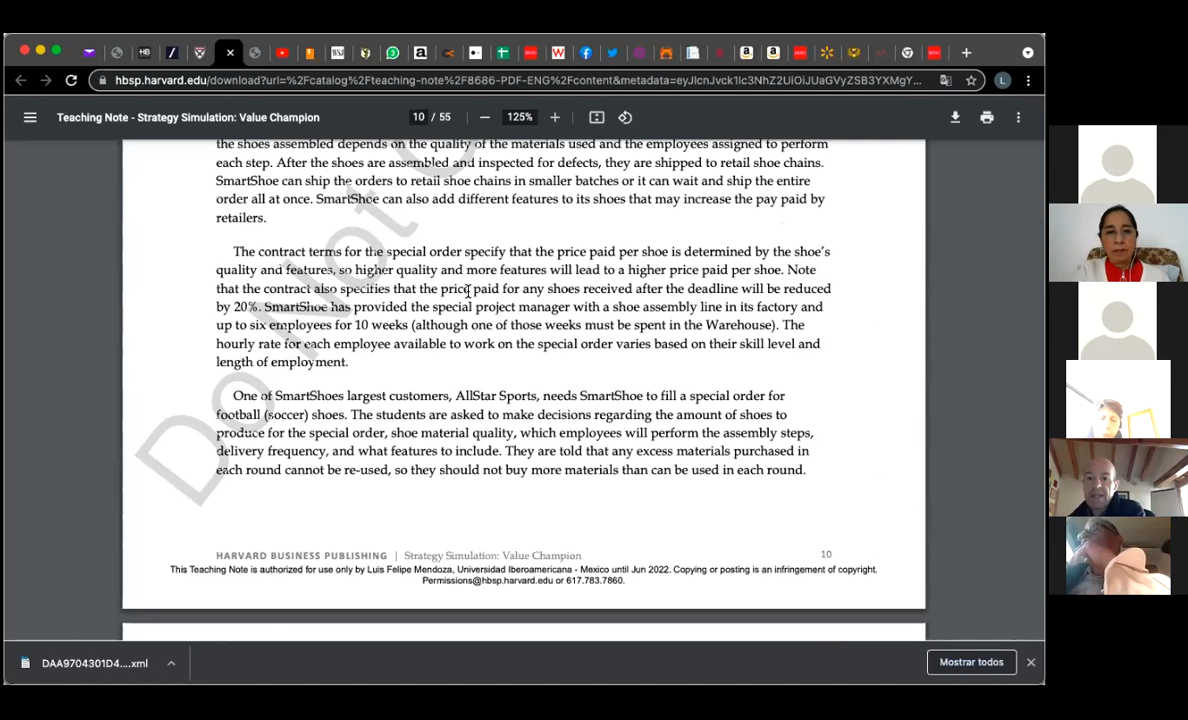 hbsp.harvard.edu/download?url=%2Fcatalog%2Fteaching-note%2F8686-PDF-ENG%2Fcontent&metadata=
L
Teaching Note - Strategy Simulation: Value Champion
10 / 55
125%
the shoes assembled depends on the quality of the materials used and the employees assigned to perform
each step. After the shoes are assembled and inspected for defects, they are shipped to retail shoe chains.
SmartShoe can ship the orders to retail shoe chains in smaller batches or it can wait and ship the entire
order all at once. SmartShoe can also add different features to its shoes that may increase the pay paid by
retailers.
The contract terms for the special order specify that the price paid per shoe is determined by the shoe's
quality and features, so higher quality and more features will lead to a higher price paid per shoe. Note
that the contract also specifies that the price paid for any shoes received after the deadline will be reduced
by 20%. SmartShoe has provided the special project manager with a shoe assembly line in its factory and
up to six employees for 10 weeks (although one of those weeks must be spent in the Warehouse). The
hourly rate for each employee available to work on the special order varies based on their skill level and
length of employment.
One of SmartShoes largest customers, AllStar Sports, needs SmartShoe to fill a special order for
football (soccer) shoes. The students are asked to make decisions regarding the amount of shoes to
produce for the special order, shoe material quality, which employees will perform the assembly steps,
delivery frequency, and what features to include. They are told that any excess materials purchased in
each round cannot be re-used, so they should not buy more materials than can be used in each round.
Do Not C
HARVARD BUSINESS PUBLISHING | Strategy Simulation: Value Champion
10
This Teaching Note is authorized for use only by Luis Felipe Mendoza, Universidad Iberoamericana - Mexico until Jun 2022. Copying or posting is an infringement of copyright.
Permissions@hbsp.harvard.edu or 617.783.7860.
DAA9704301D4....xml
Mostrar todos